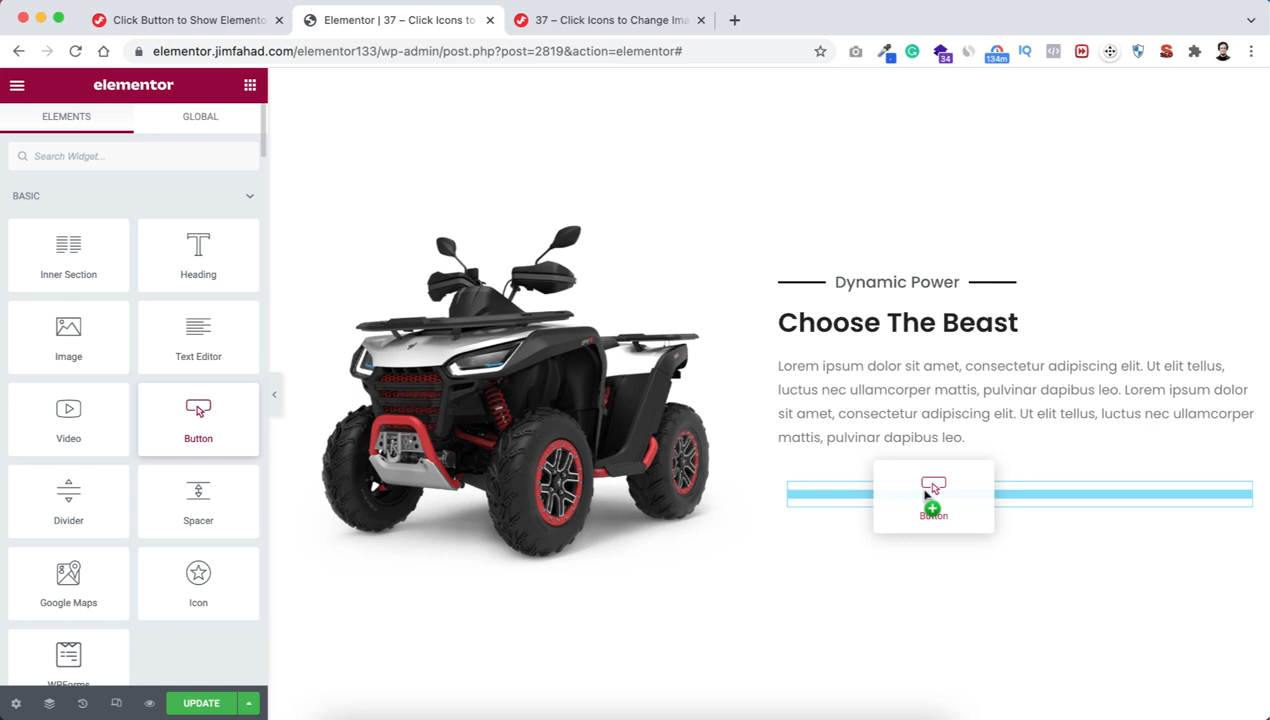 Click Button to Show Elemento
Elementor | 37 – Click Icons to
37 – Click Icons to Change Ima
elementor.jimfahad.com/elementor133/wp-admin/post.php?post=2819&action=elementor#
34
134m
IQ
elementor
ELEMENTS
GLOBAL
Search Widget...
BASIC
Inner Section
Heading
Image
Text Editor
Video
Button
Divider
Spacer
Google Maps
Icon
WPForms
UPDATE
Dynamic Power
Choose The Beast
Lorem ipsum dolor sit amet, consectetur adipiscing elit. Ut elit tellus,
luctus nec ullamcorper mattis, pulvinar dapibus leo. Lorem ipsum dolor
sit amet, consectetur adipiscing elit. Ut elit tellus, luctus nec ullamcorper
mattis, pulvinar dapibus leo.
Button